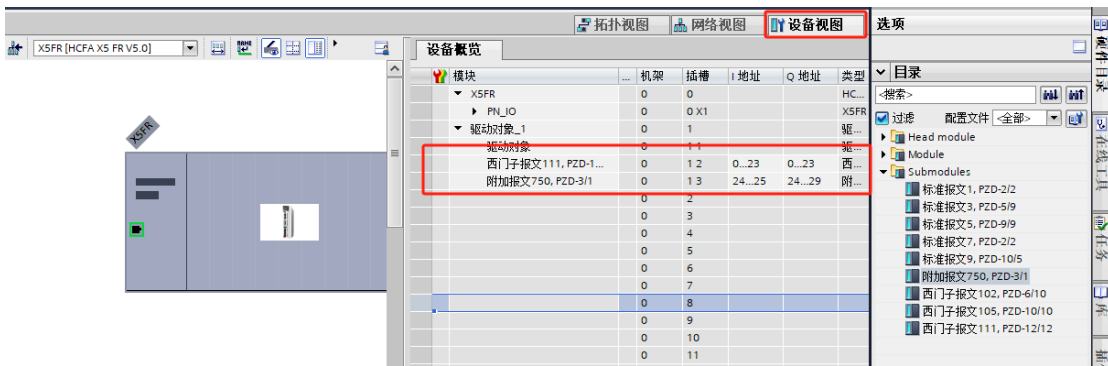 拓扑视图 网络视图 设备视图 选项
X5FR [HCFA X5 FR V5.0]
设备概览
模块 ... 机架 插槽 I 地址 Q 地址 类型
X5FR 0 0 HC...
PN_IO 0 0 X1 X5FR
驱动对象_1 0 1 驱...
驱动对象 0 1 1 驱...
西门子报文111, PZD-1... 0 1 2 0...23 0...23 西...
附加报文750, PZD-3/1 0 1 3 24...25 24...29 附...
0 2
0 3
0 4
0 5
0 6
0 7
0 8
0 9
0 10
0 11
X5FR
目录
<搜索>
过滤 配置文件 <全部>
Head module
Module
Submodules
标准报文1, PZD-2/2
标准报文3, PZD-5/9
标准报文5, PZD-9/9
标准报文7, PZD-2/2
标准报文9, PZD-10/5
附加报文750, PZD-3/1
西门子报文102, PZD-6/10
西门子报文105, PZD-10/10
西门子报文111, PZD-12/12
硬件目录
在线工具
任务
库